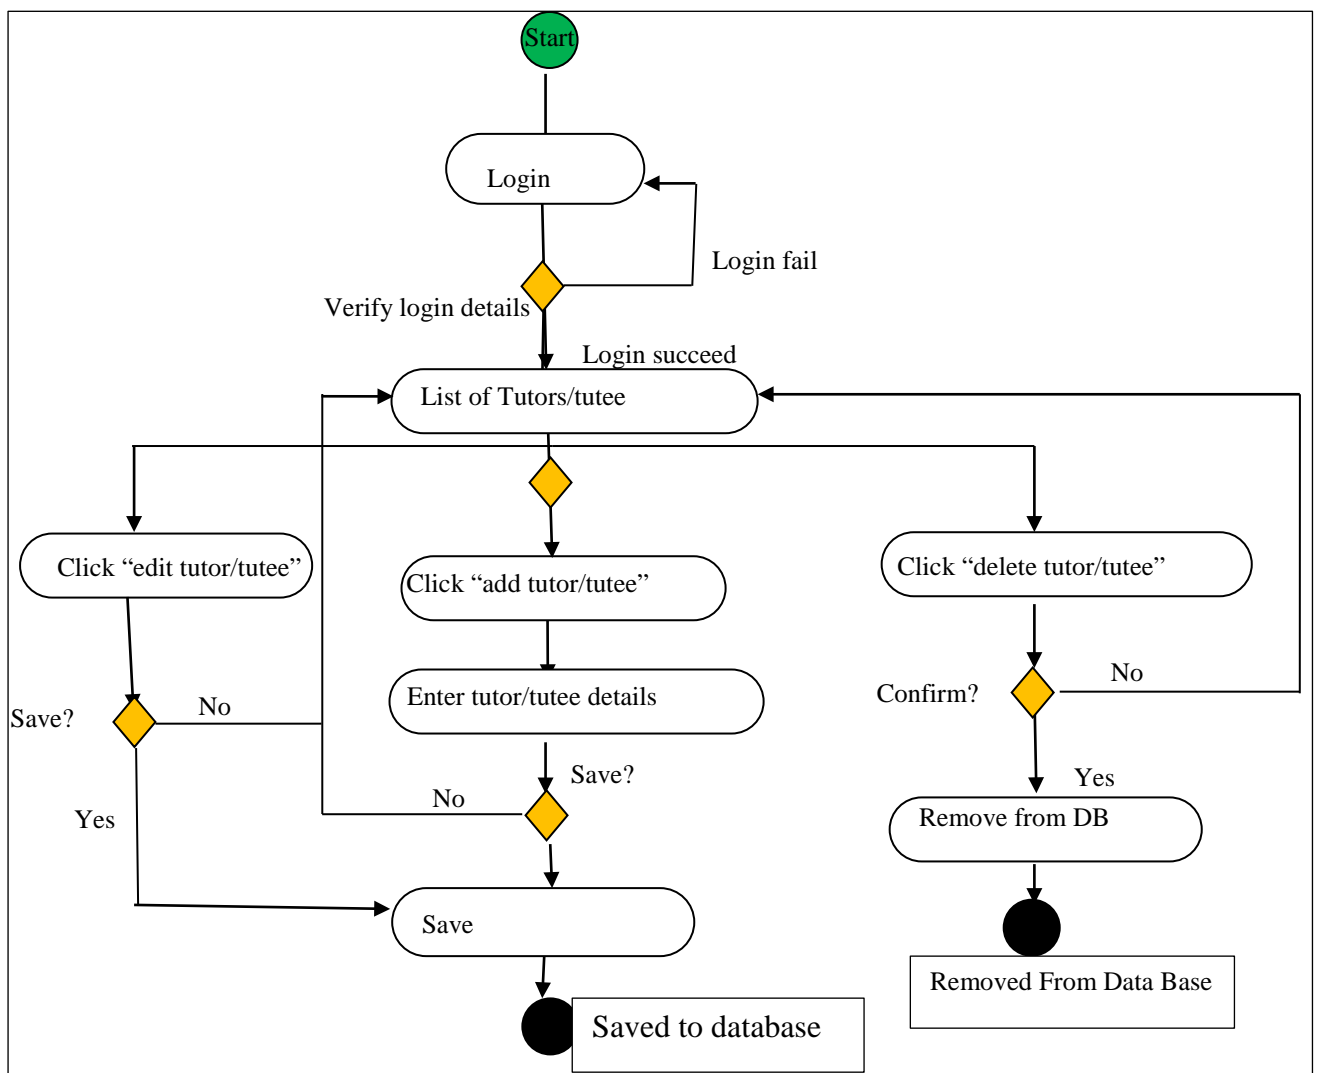 Start
Login
Login fail
Verify login details
Login succeed
List of Tutors/tutee
Click “edit tutor/tutee”
Click “add tutor/tutee”
Click “delete tutor/tutee”
Enter tutor/tutee details
Save?
No
Confirm?
No
Save?
No
Yes
Yes
Remove from DB
Save
Removed From Data Base
Saved to database